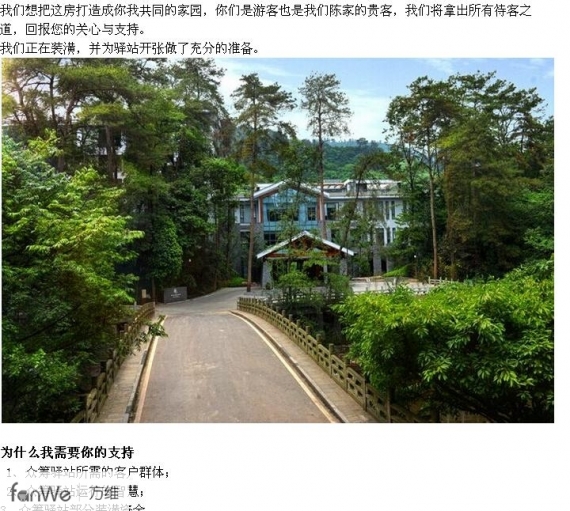 我们想把这房打造成你我共同的家园，你们是游客也是我们陈家的贵客，我们将拿出所有待客之
道，回报您的关心与支持。
我们正在装潢，并为驿站开张做了充分的准备。
为什么我需要你的支持
1、众筹驿站所需的客户群体；
慧；
fanWe 方维